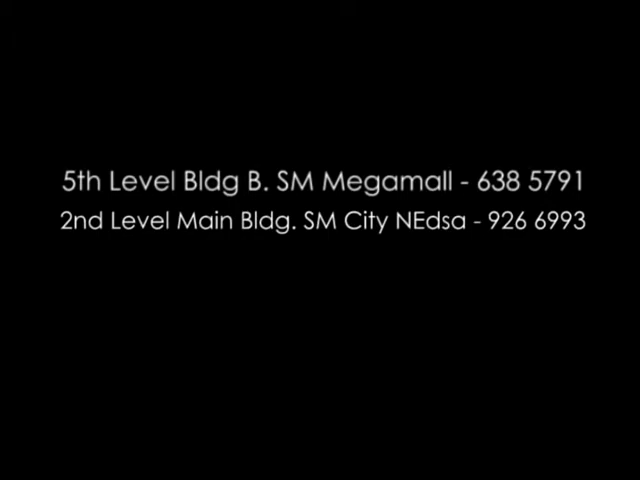 5th Level Bldg B. SM Megamall - 638 5791
2nd Level Main Bldg. SM City NEdsa - 926 6993